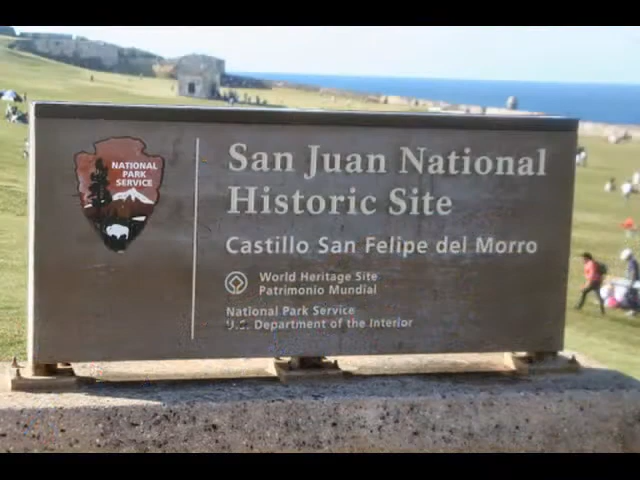 NATIONAL
PARK
SERVICE
San Juan National
Historic Site
Castillo San Felipe del Morro
World Heritage Site
Patrimonio Mundial
National Park Service
U.S. Department of the Interior